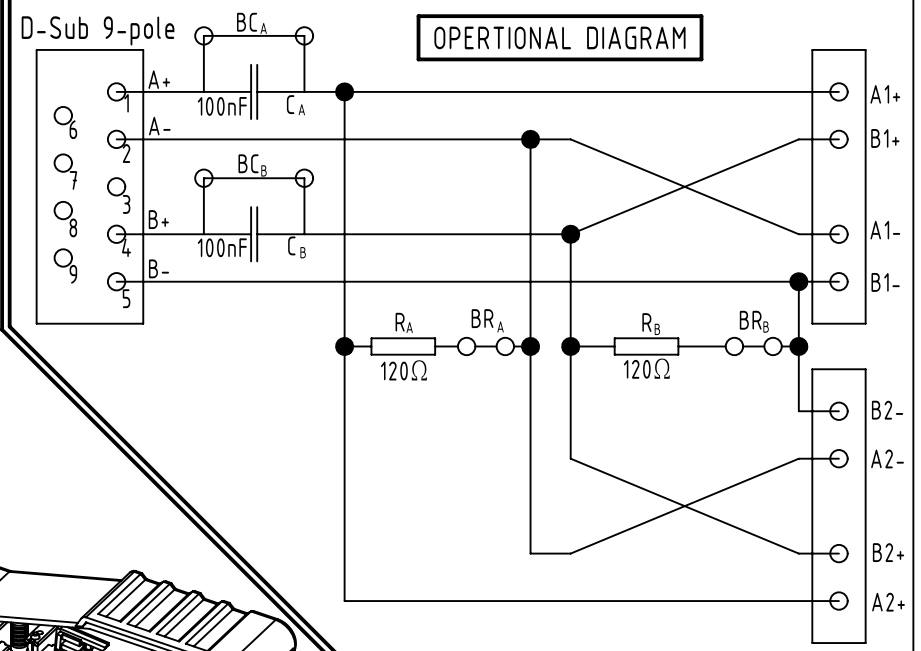 D-Sub 9-pole
BCA
OPERTIONAL DIAGRAM
A+
1
100nF
CA
A1+
6
A-
2
B1+
7
BCB
3
8
B+
4
100nF
CB
A1-
9
B-
5
B1-
RA
BRA
RB
BRB
120Ω
120Ω
B2-
A2-
B2+
A2+